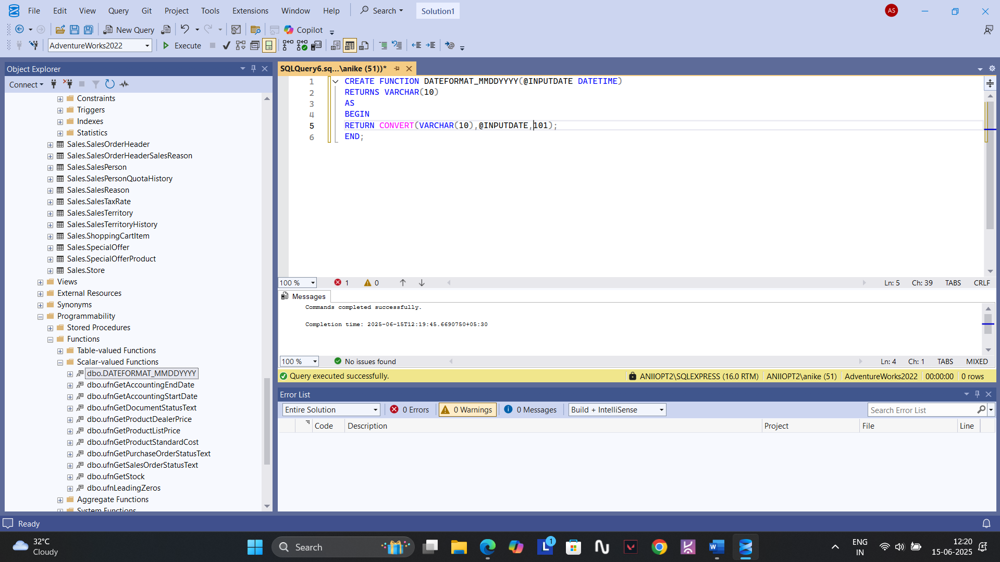 File Edit View Query Git Project Tools Extensions Window Help Search Solution1 AS
New Query Copilot
AdventureWorks2022 Execute
Object Explorer
Connect
Constraints
Triggers
Indexes
Statistics
Sales.SalesOrderHeader
Sales.SalesOrderHeaderSalesReason
Sales.SalesPerson
Sales.SalesPersonQuotaHistory
Sales.SalesReason
Sales.SalesTaxRate
Sales.SalesTerritory
Sales.SalesTerritoryHistory
Sales.ShoppingCartItem
Sales.SpecialOffer
Sales.SpecialOfferProduct
Sales.Store
Views
External Resources
Synonyms
Programmability
Stored Procedures
Functions
Table-valued Functions
Scalar-valued Functions
dbo.DATEFORMAT_MMDDYYYY
dbo.ufnGetAccountingEndDate
dbo.ufnGetAccountingStartDate
dbo.ufnGetDocumentStatusText
dbo.ufnGetProductDealerPrice
dbo.ufnGetProductListPrice
dbo.ufnGetProductStandardCost
dbo.ufnGetPurchaseOrderStatusText
dbo.ufnGetSalesOrderStatusText
dbo.ufnGetStock
dbo.ufnLeadingZeros
Aggregate Functions
System Functions
SQLQuery6.sq...\anike (51))*
1 CREATE FUNCTION DATEFORMAT_MMDDYYYY(@INPUTDATE DATETIME)
2 RETURNS VARCHAR(10)
3 AS
4 BEGIN
5 RETURN CONVERT(VARCHAR(10),@INPUTDATE,101);
6 END;
100 % 1 0 Ln: 5 Ch: 39 TABS CRLF
Messages
Commands completed successfully.
Completion time: 2025-06-15T12:19:45.6690750+05:30
100 % No issues found Ln: 4 Ch: 1 TABS MIXED
Query executed successfully. ANIIOPT2\SQLEXPRESS (16.0 RTM) ANIIOPT2\anike (51) AdventureWorks2022 00:00:00 0 rows
Error List
Entire Solution 0 Errors 0 Warnings 0 Messages Build + IntelliSense Search Error List
Code Description Project File Line
Ready
32°C
Cloudy
Search
1
ENG
IN
12:20
15-06-2025